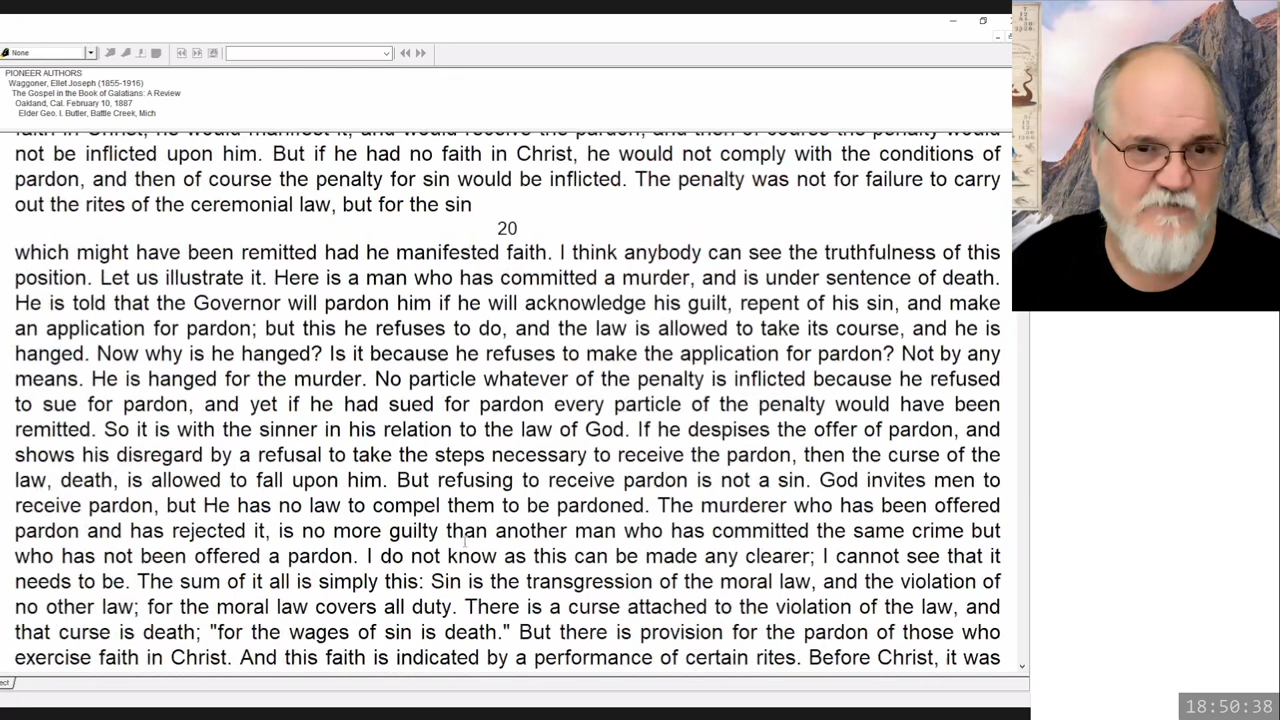 None
PIONEER AUTHORS
Waggoner, Ellet Joseph (1855-1916)
The Gospel in the Book of Galatians: A Review
Oakland, Cal. February 10, 1887
Elder Geo. I. Butler, Battle Creek, Mich
faith in Christ, he would manifest it, and would receive the pardon, and then of course the penalty would
not be inflicted upon him. But if he had no faith in Christ, he would not comply with the conditions of
pardon, and then of course the penalty for sin would be inflicted. The penalty was not for failure to carry
out the rites of the ceremonial law, but for the sin
20
which might have been remitted had he manifested faith. I think anybody can see the truthfulness of this
position. Let us illustrate it. Here is a man who has committed a murder, and is under sentence of death.
He is told that the Governor will pardon him if he will acknowledge his guilt, repent of his sin, and make
an application for pardon; but this he refuses to do, and the law is allowed to take its course, and he is
hanged. Now why is he hanged? Is it because he refuses to make the application for pardon? Not by any
means. He is hanged for the murder. No particle whatever of the penalty is inflicted because he refused
to sue for pardon, and yet if he had sued for pardon every particle of the penalty would have been
remitted. So it is with the sinner in his relation to the law of God. If he despises the offer of pardon, and
shows his disregard by a refusal to take the steps necessary to receive the pardon, then the curse of the
law, death, is allowed to fall upon him. But refusing to receive pardon is not a sin. God invites men to
receive pardon, but He has no law to compel them to be pardoned. The murderer who has been offered
pardon and has rejected it, is no more guilty than another man who has committed the same crime but
who has not been offered a pardon. I do not know as this can be made any clearer; I cannot see that it
needs to be. The sum of it all is simply this: Sin is the transgression of the moral law, and the violation of
no other law; for the moral law covers all duty. There is a curse attached to the violation of the law, and
that curse is death; "for the wages of sin is death." But there is provision for the pardon of those who
exercise faith in Christ. And this faith is indicated by a performance of certain rites. Before Christ, it was
18:50:38